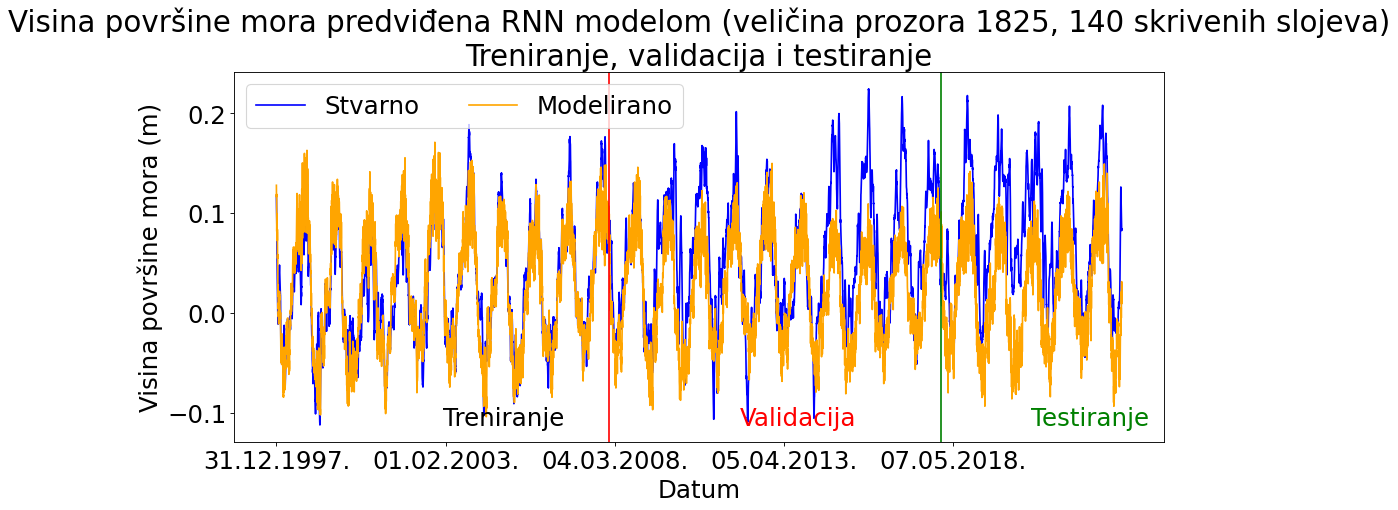 Visina površine mora predviđena RNN modelom (veličina prozora 1825, 140 skrivenih slojeva)
Treniranje, validacija i testiranje
Stvarno
Modelirano
Visina površine mora (m)
0.2
0.1
0.0
−0.1
Treniranje
Validacija
Testiranje
31.12.1997.
01.02.2003.
04.03.2008.
05.04.2013.
07.05.2018.
Datum